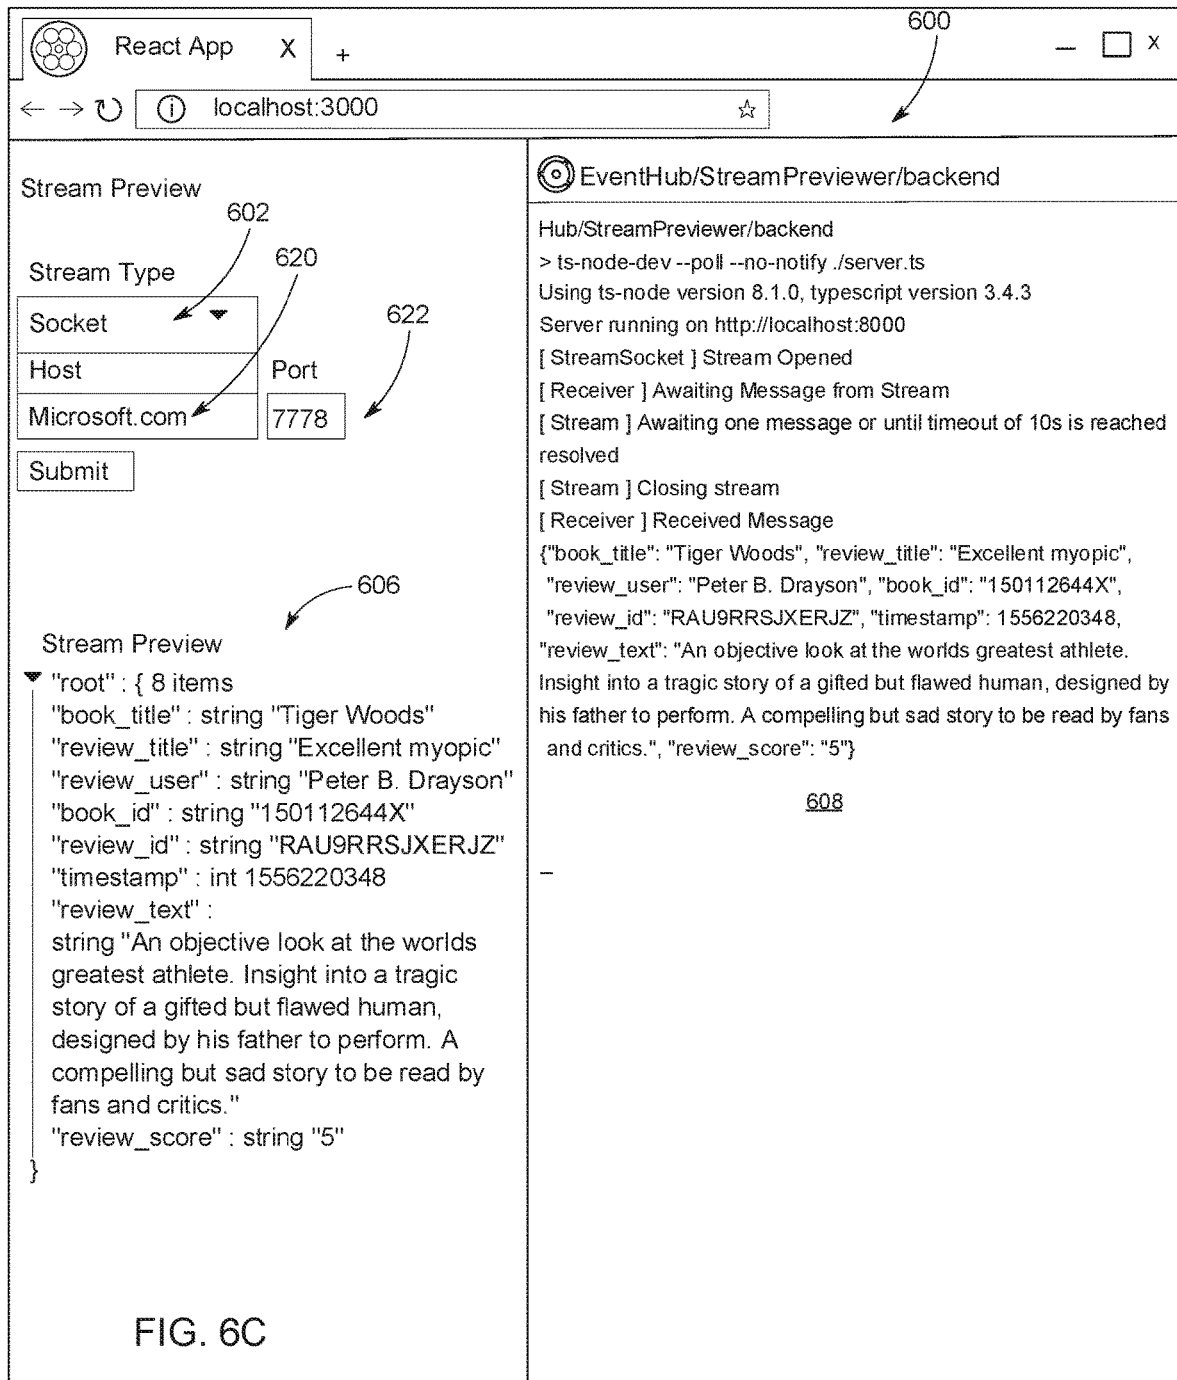 600
React App X + _ x
localhost:3000
Stream Preview
602
Stream Type
620
Socket
622
Host Port
Microsoft.com 7778
Submit
606
Stream Preview
"root" : { 8 items
"book_title" : string "Tiger Woods"
"review_title" : string "Excellent myopic"
"review_user" : string "Peter B. Drayson"
"book_id" : string "150112644X"
"review_id" : string "RAU9RRSJXERJZ"
"timestamp" : int 1556220348
"review_text" :
string "An objective look at the worlds
greatest athlete. Insight into a tragic
story of a gifted but flawed human,
designed by his father to perform. A
compelling but sad story to be read by
fans and critics."
"review_score" : string "5"
}
EventHub/StreamPreviewer/backend
Hub/StreamPreviewer/backend
> ts-node-dev --poll --no-notify ./server.ts
Using ts-node version 8.1.0, typescript version 3.4.3
Server running on http://localhost:8000
[ StreamSocket ] Stream Opened
[ Receiver ] Awaiting Message from Stream
[ Stream ] Awaiting one message or until timeout of 10s is reached
resolved
[ Stream ] Closing stream
[ Receiver ] Received Message
{"book_title": "Tiger Woods", "review_title": "Excellent myopic",
"review_user": "Peter B. Drayson", "book_id": "150112644X",
"review_id": "RAU9RRSJXERJZ", "timestamp": 1556220348,
"review_text": "An objective look at the worlds greatest athlete.
Insight into a tragic story of a gifted but flawed human, designed by
his father to perform. A compelling but sad story to be read by fans
and critics.", "review_score": "5"}
608
_
FIG. 6C